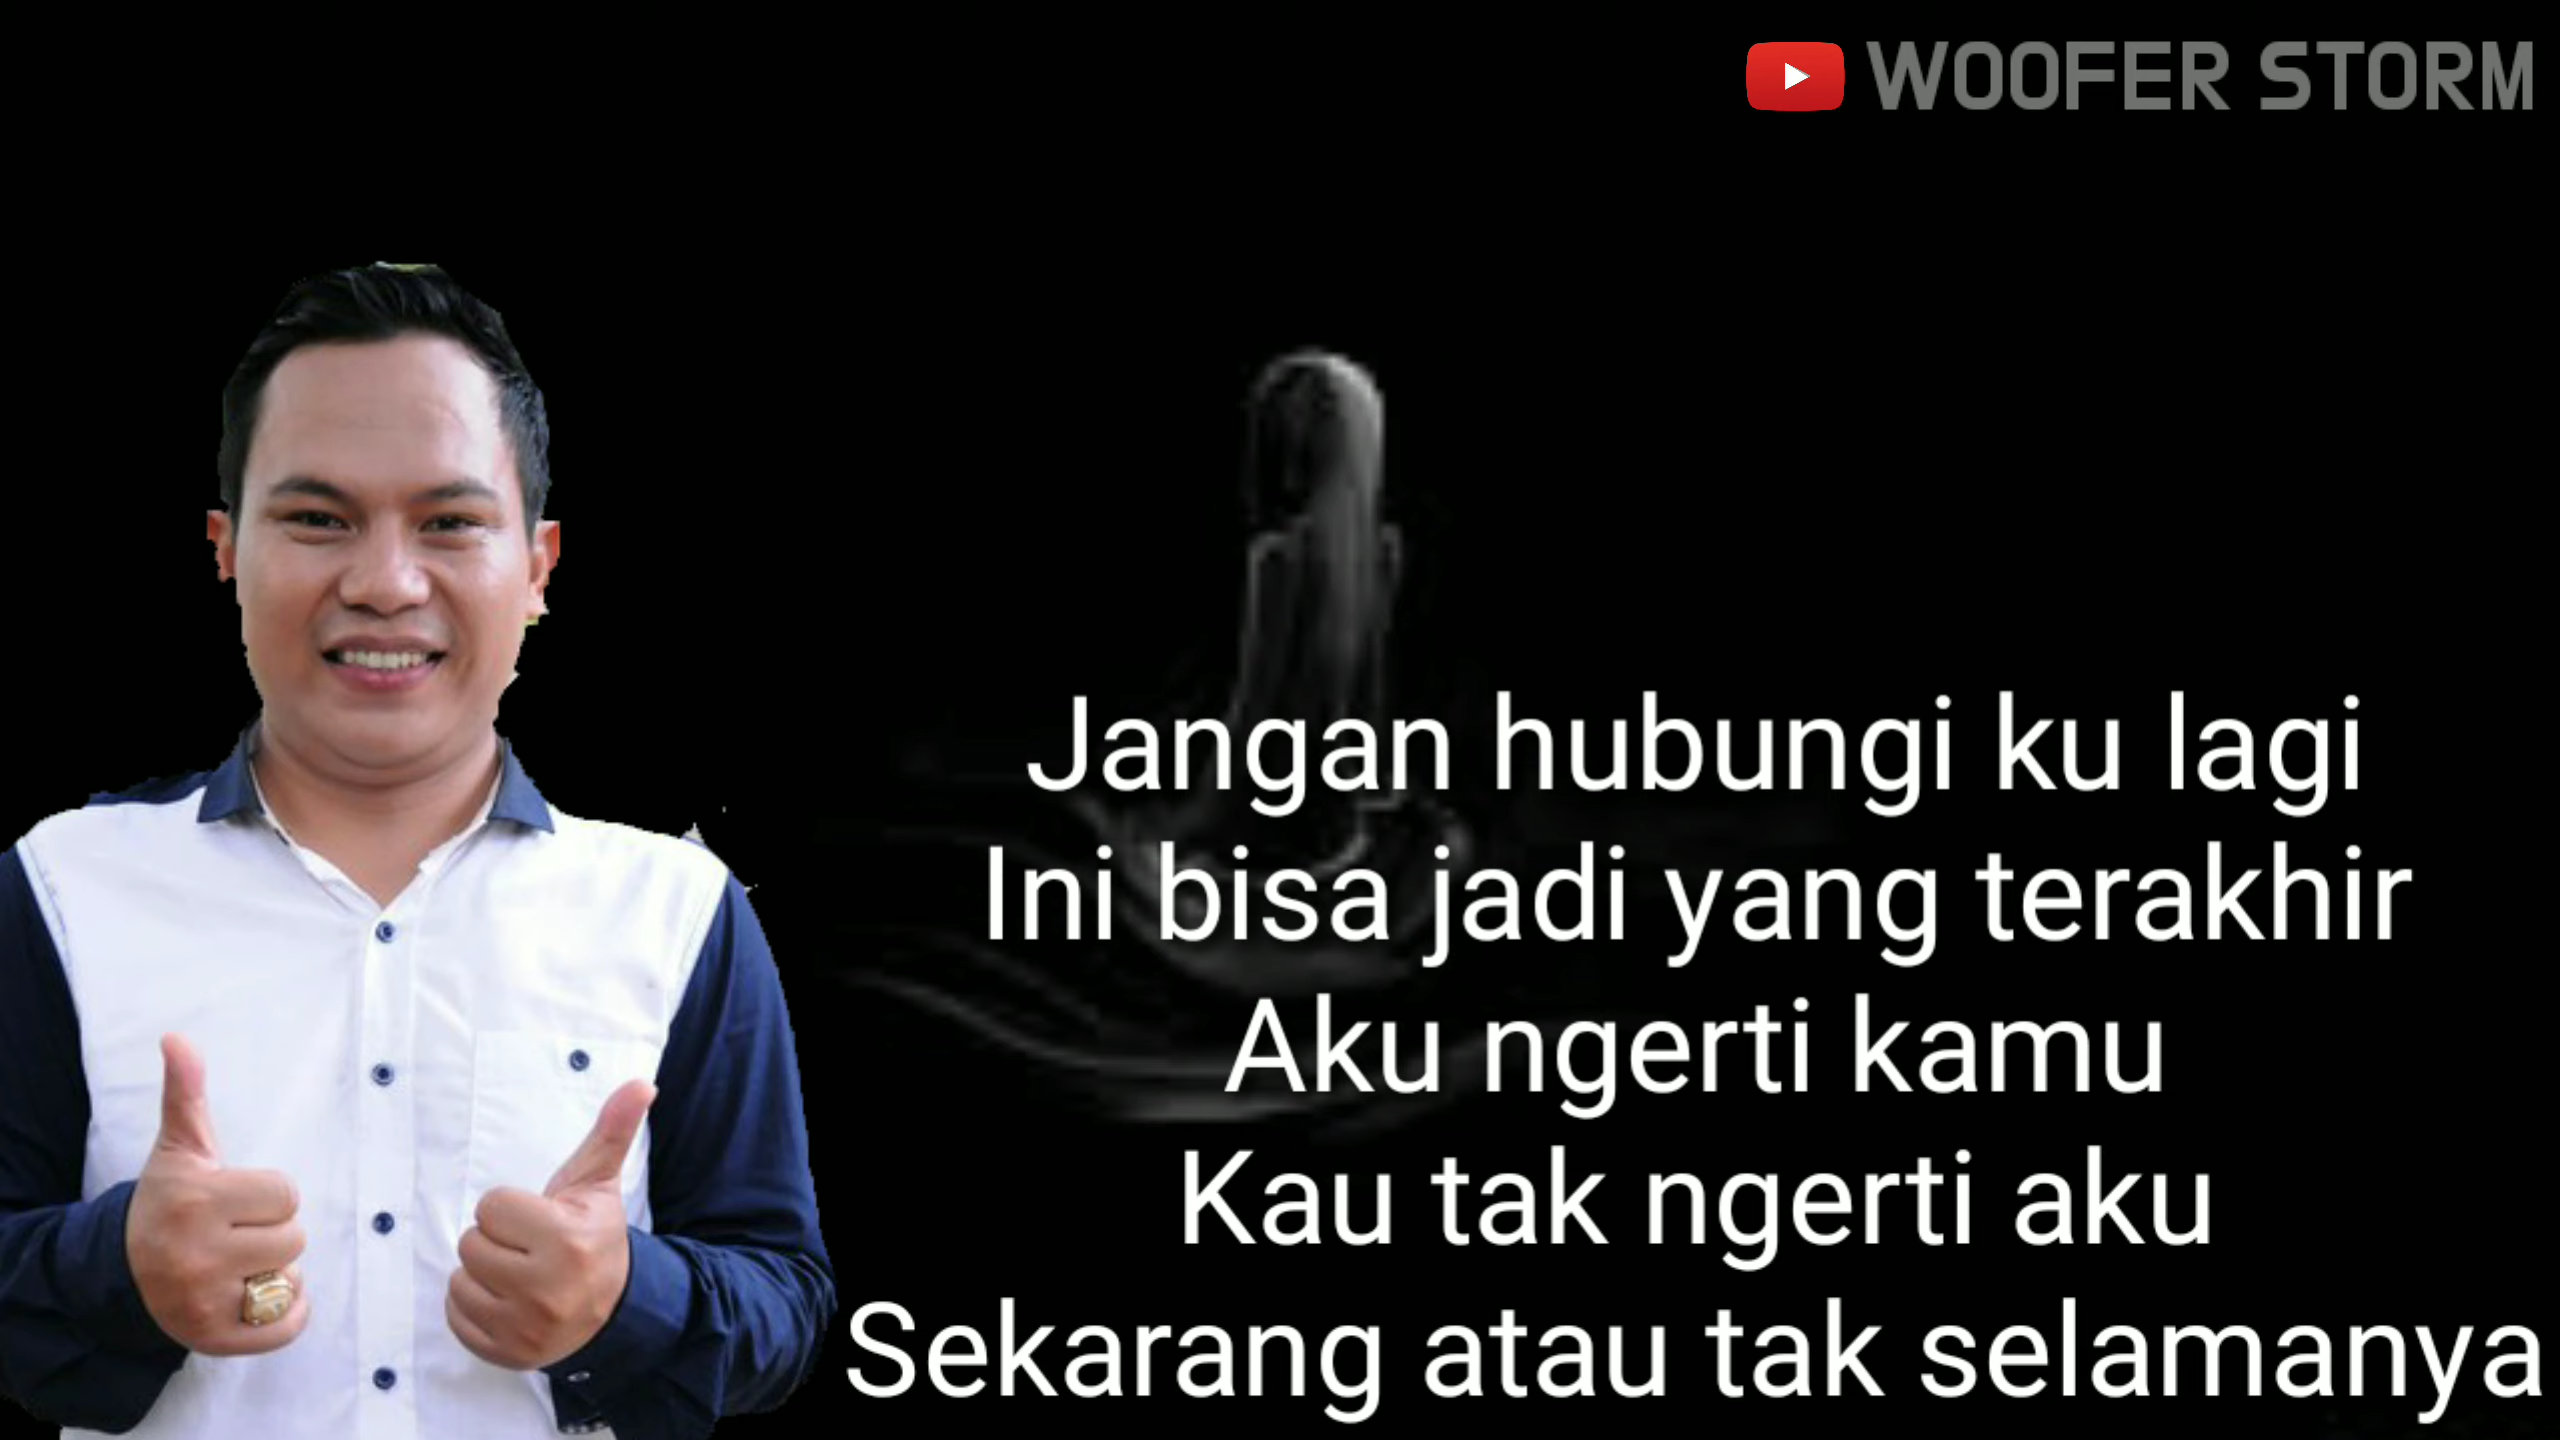 WOOFER STORM
Jangan hubungi ku lagi
Ini bisa jadi yang terakhir
Aku ngerti kamu
Kau tak ngerti aku
Sekarang atau tak selamanya